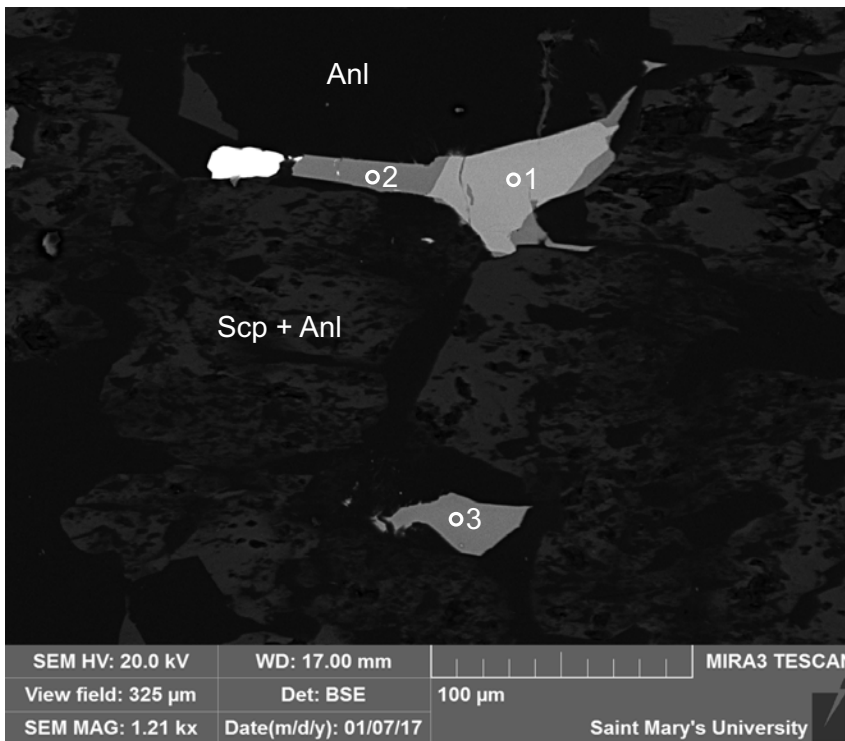 Anl
2
1
Scp + Anl
3
SEM HV: 20.0 kV
WD: 17.00 mm
MIRA3 TESCAN
View field: 325 µm
Det: BSE
100 µm
SEM MAG: 1.21 kx
Date(m/d/y): 01/07/17
Saint Mary's University